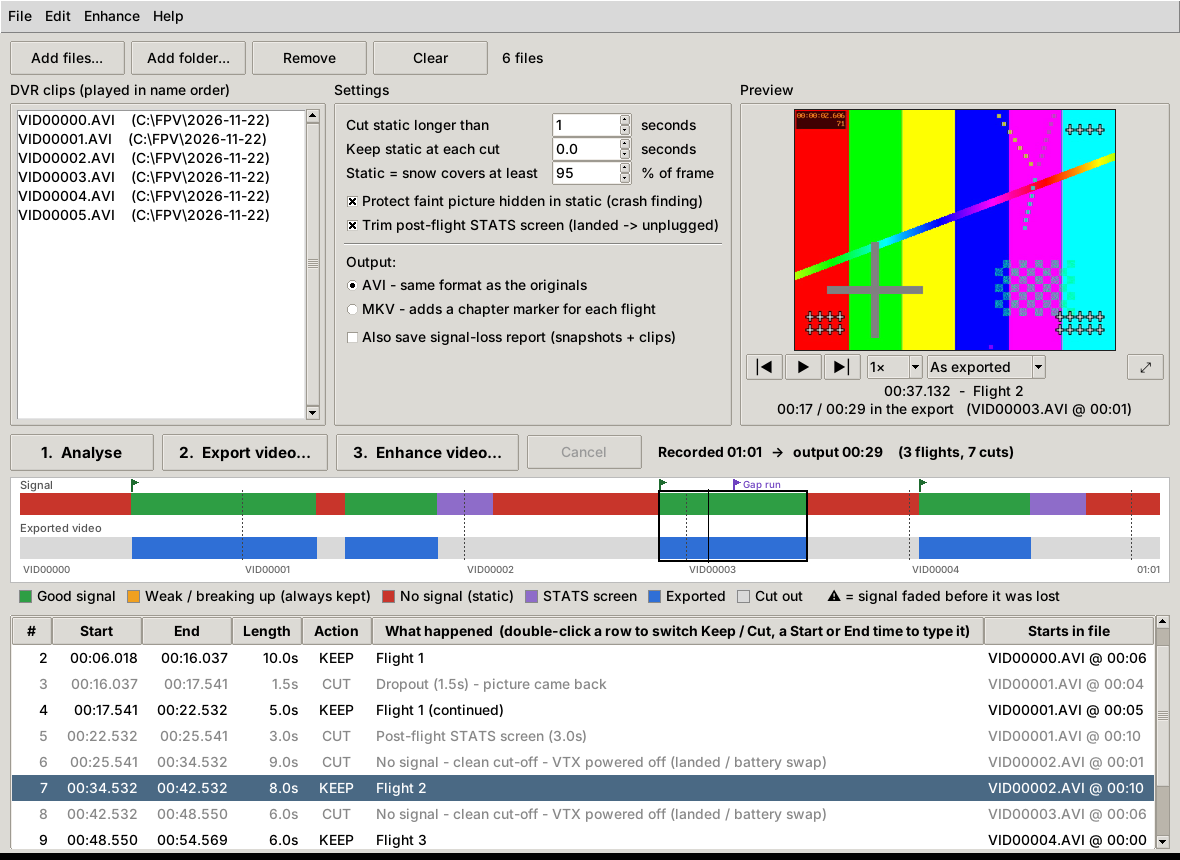 File Edit Enhance Help
Add files... Add folder... Remove Clear 6 files
DVR clips (played in name order)
VID00000.AVI (C:\FPV\2026-11-22)
VID00001.AVI (C:\FPV\2026-11-22)
VID00002.AVI (C:\FPV\2026-11-22)
VID00003.AVI (C:\FPV\2026-11-22)
VID00004.AVI (C:\FPV\2026-11-22)
VID00005.AVI (C:\FPV\2026-11-22)
Settings
Cut static longer than 1 seconds
Keep static at each cut 0.0 seconds
Static = snow covers at least 95 % of frame
Protect faint picture hidden in static (crash finding)
Trim post-flight STATS screen (landed -> unplugged)
Output:
AVI - same format as the originals
MKV - adds a chapter marker for each flight
Also save signal-loss report (snapshots + clips)
Preview
00:00:02.606
71
1× As exported
00:37.132 - Flight 2
00:17 / 00:29 in the export (VID00003.AVI @ 00:01)
1. Analyse 2. Export video... 3. Enhance video... Cancel Recorded 01:01 → output 00:29 (3 flights, 7 cuts)
Signal
Gap run
Exported video
VID00000 VID00001 VID00002 VID00003 VID00004 01:01
Good signal Weak / breaking up (always kept) No signal (static) STATS screen Exported Cut out ⚠ = signal faded before it was lost
# Start End Length Action What happened (double-click a row to switch Keep / Cut, a Start or End time to type it) Starts in file
2 00:06.018 00:16.037 10.0s KEEP Flight 1 VID00000.AVI @ 00:06
3 00:16.037 00:17.541 1.5s CUT Dropout (1.5s) - picture came back VID00001.AVI @ 00:04
4 00:17.541 00:22.532 5.0s KEEP Flight 1 (continued) VID00001.AVI @ 00:05
5 00:22.532 00:25.541 3.0s CUT Post-flight STATS screen (3.0s) VID00001.AVI @ 00:10
6 00:25.541 00:34.532 9.0s CUT No signal - clean cut-off - VTX powered off (landed / battery swap) VID00002.AVI @ 00:01
7 00:34.532 00:42.532 8.0s KEEP Flight 2 VID00002.AVI @ 00:10
8 00:42.532 00:48.550 6.0s CUT No signal - clean cut-off - VTX powered off (landed / battery swap) VID00003.AVI @ 00:06
9 00:48.550 00:54.569 6.0s KEEP Flight 3 VID00004.AVI @ 00:00